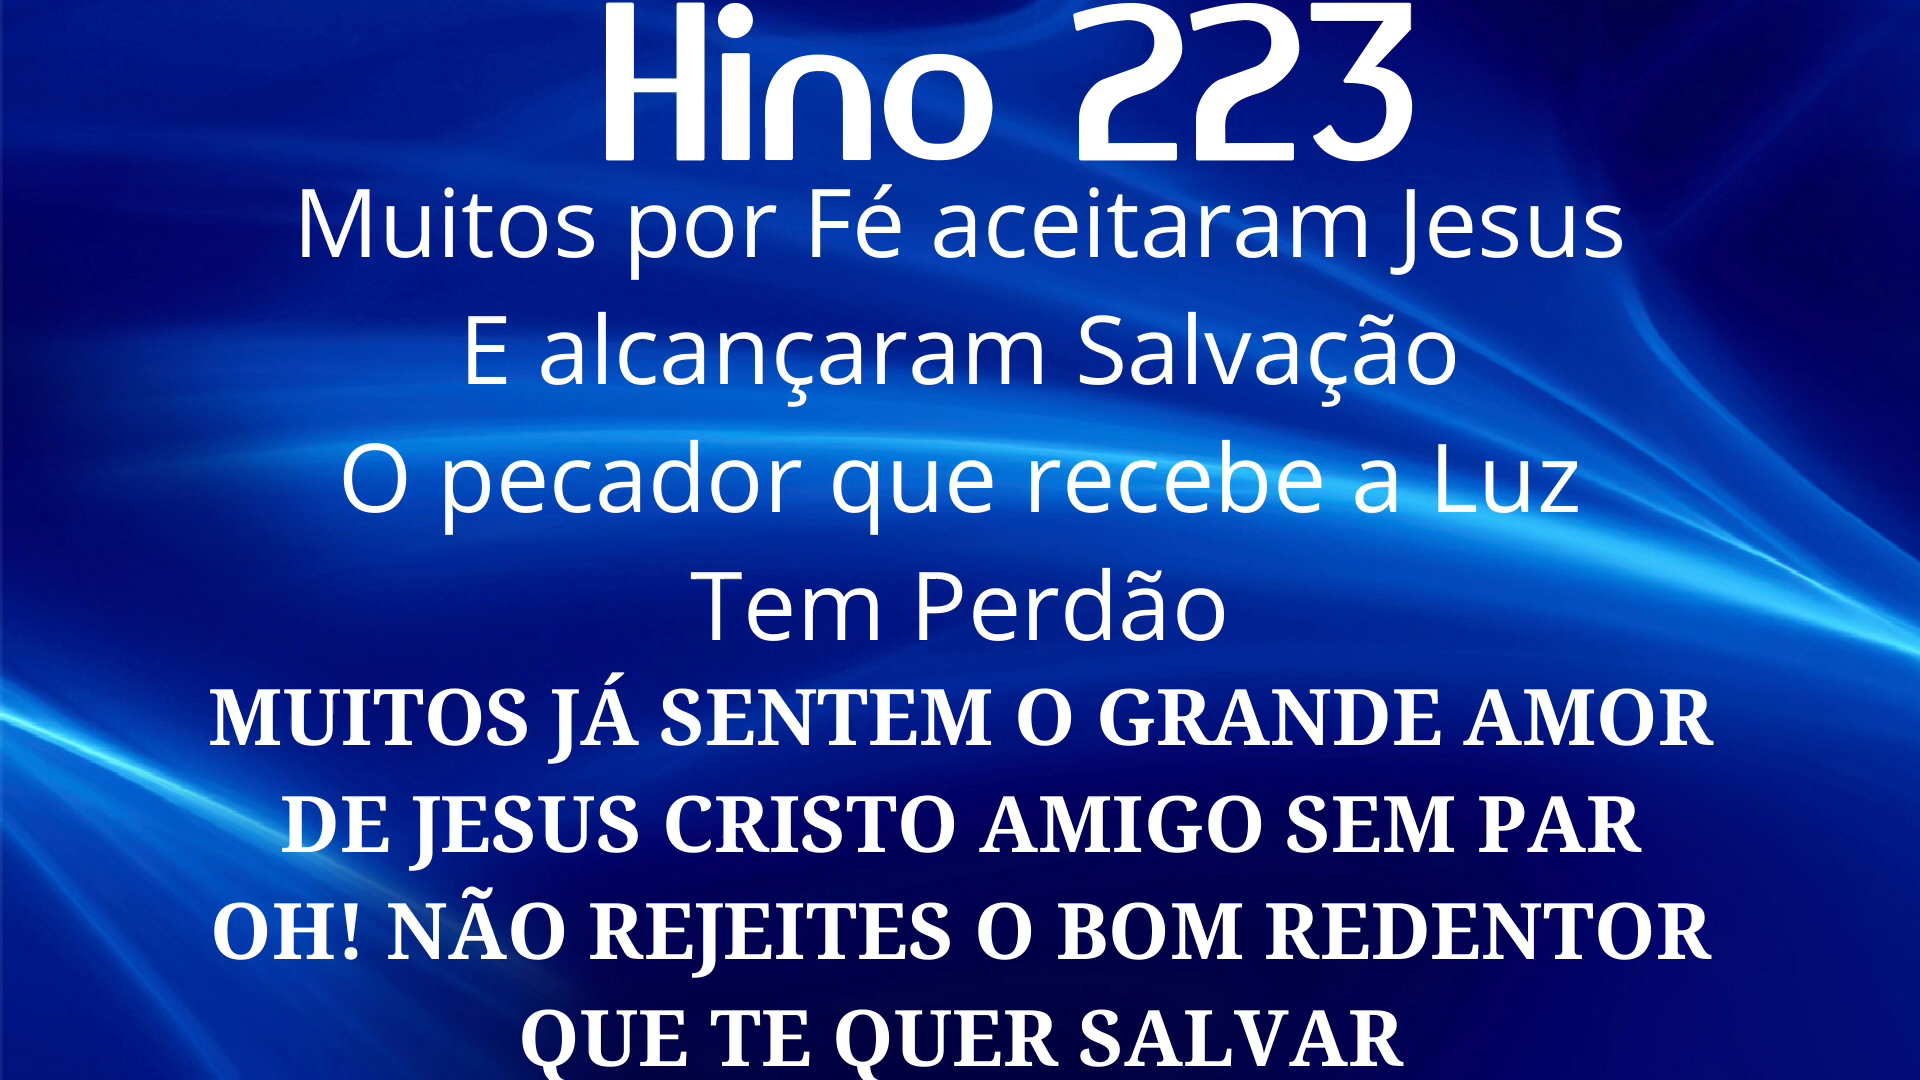 Hino 223
Muitos por Fé aceitaram Jesus
E alcançaram Salvação
O pecador que recebe a Luz
Tem Perdão
MUITOS JÁ SENTEM O GRANDE AMOR
DE JESUS CRISTO AMIGO SEM PAR
OH! NÃO REJEITES O BOM REDENTOR
QUE TE QUER SALVAR